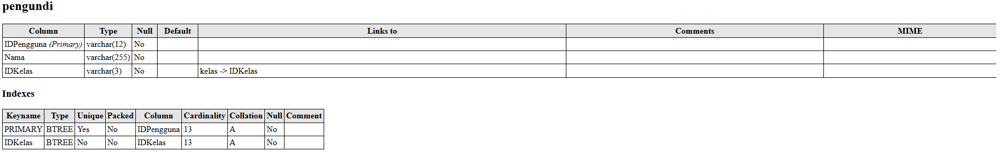 pengundi
Column Type Null Default Links to Comments MIME
IDPengguna (Primary) varchar(12) No
Nama varchar(255) No
IDKelas varchar(3) No kelas -> IDKelas
Indexes
Keyname Type Unique Packed Column Cardinality Collation Null Comment
PRIMARY BTREE Yes No IDPengguna 13 A No
IDKelas BTREE No No IDKelas 13 A No